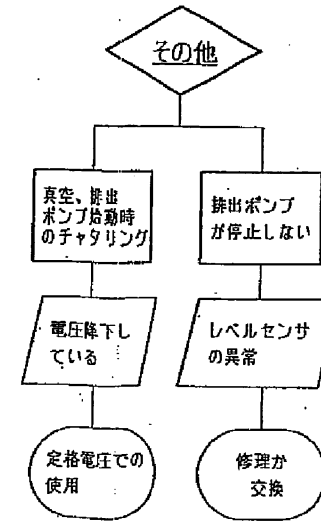 その他
真空、排出
ポンプ始動時
のチャタリング
排出ポンプ
が停止しない
電圧降下し
ている
レベルセンサ
の異常
定格電圧での
使用
修理か
交換